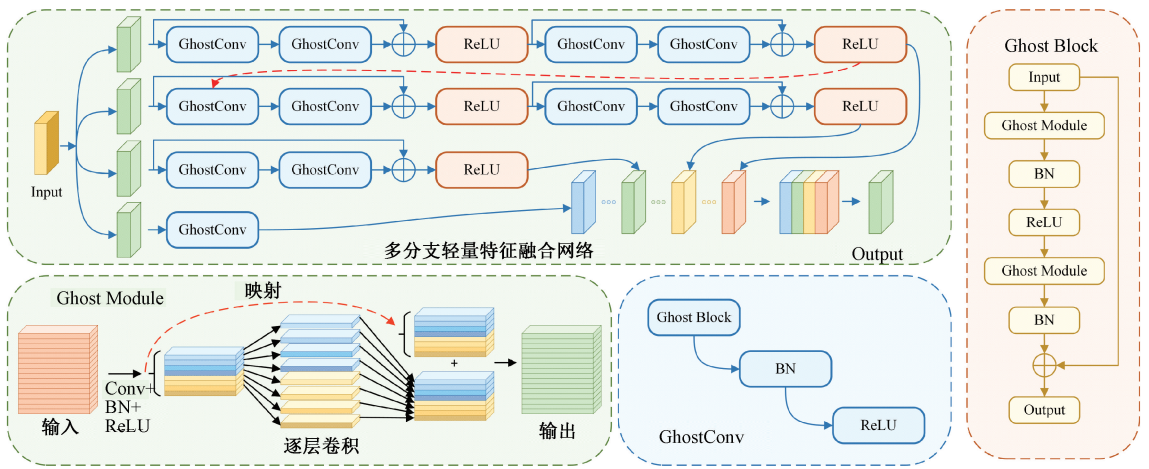 GhostConv GhostConv ReLU GhostConv GhostConv ReLU
GhostConv GhostConv ReLU GhostConv GhostConv ReLU
Input
GhostConv GhostConv ReLU
GhostConv
多分支轻量特征融合网络
Output
Ghost Module
映射
Conv+
BN+
ReLU
+
输入
逐层卷积
输出
Ghost Block
BN
ReLU
GhostConv
Ghost Block
Input
Ghost Module
BN
ReLU
Ghost Module
BN
Output